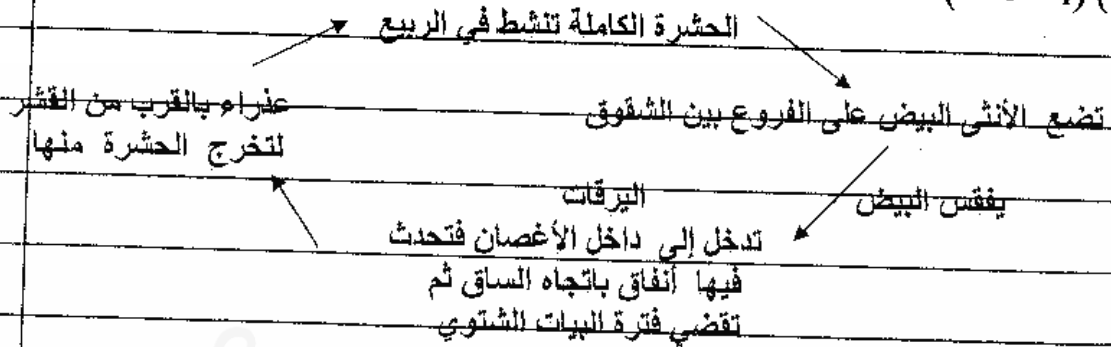 الحشرة الكاملة تنشط في الربيع
تضع الأنثى البيض على الفروع بين الشقوق
عذراء بالقرب من القشر
لتخرج الحشرة منها
يفقس البيض
اليرقات
تدخل إلى داخل الأغصان فتحدث
فيها أنفاق باتجاه الساق ثم
تقضي فترة البيات الشتوي